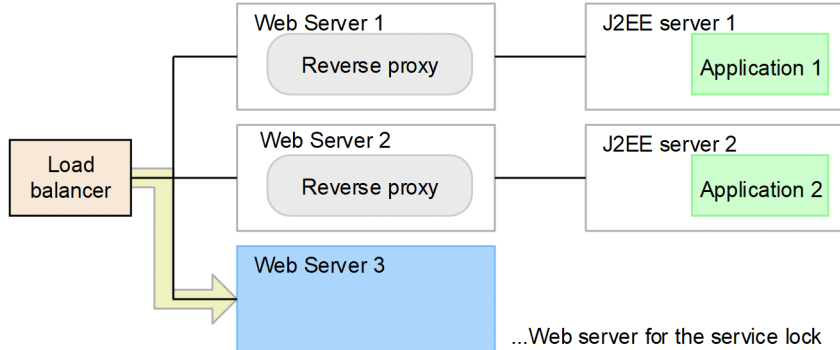 Web Server 1
Reverse proxy
J2EE server 1
Application 1
Load
balancer
Web Server 2
Reverse proxy
J2EE server 2
Application 2
Web Server 3
...Web server for the service lock